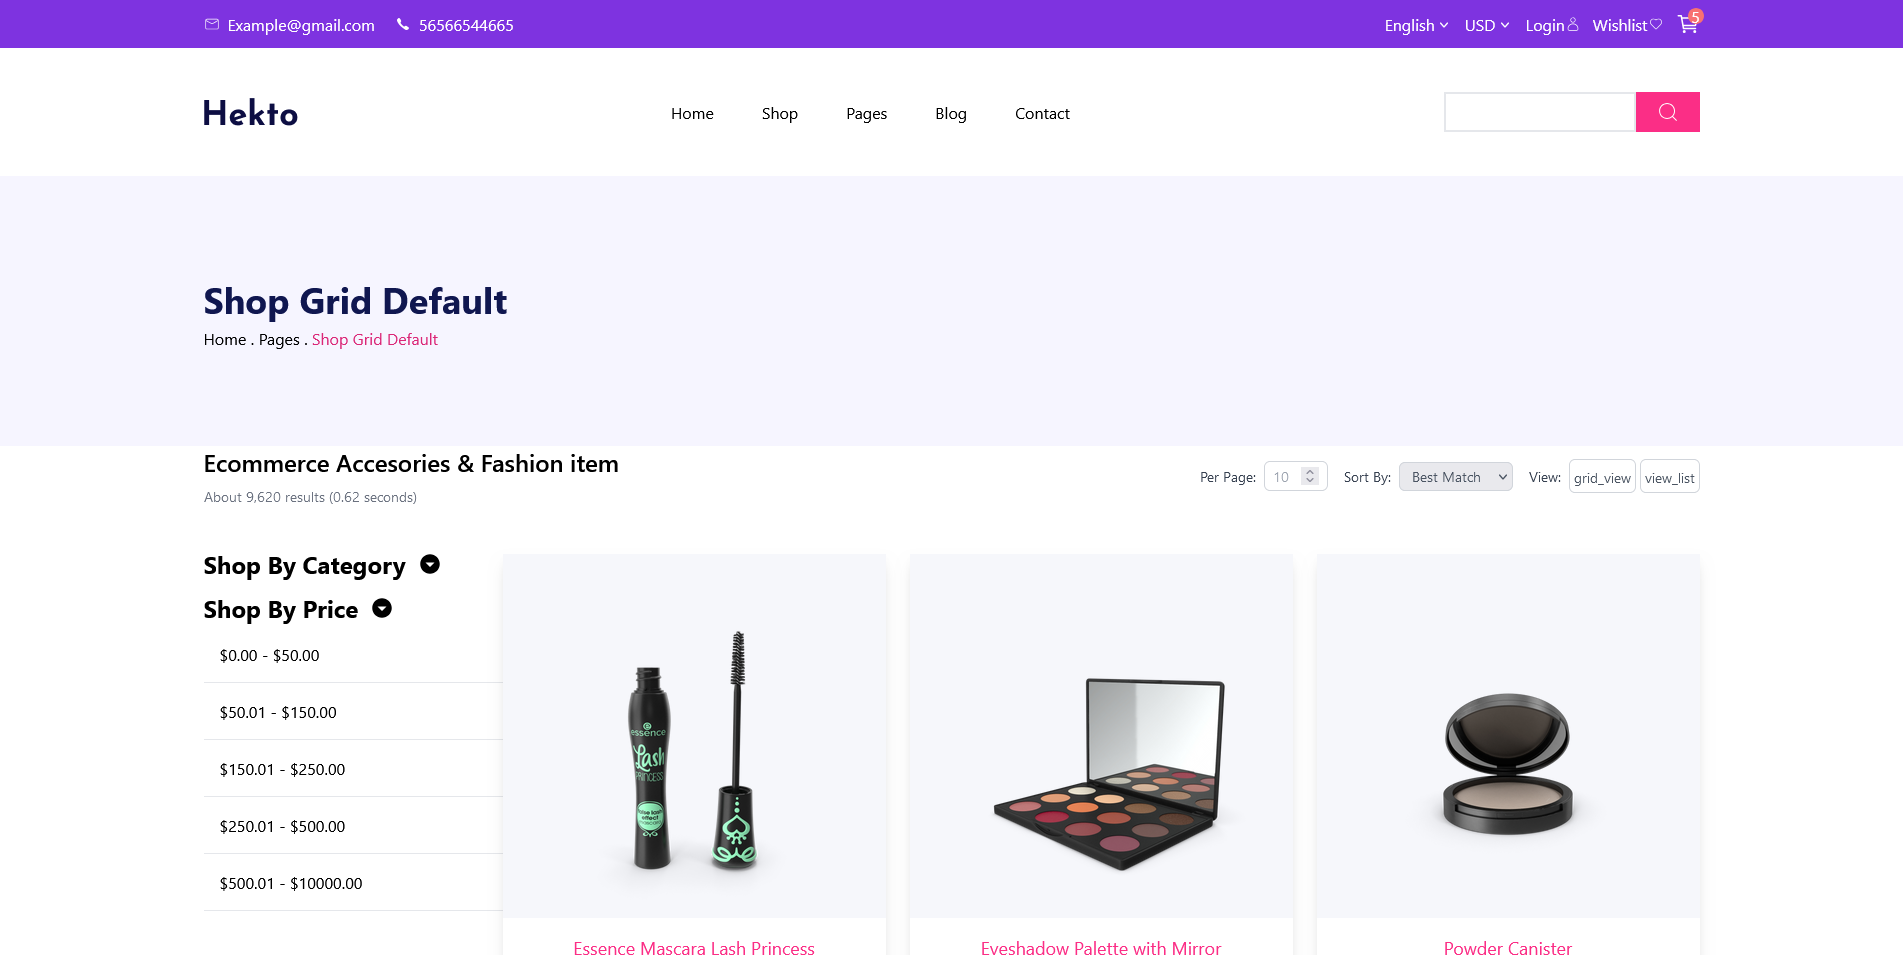 Example@gmail.com 56566544665 English USD Login Wishlist 5
Hekto Home Shop Pages Blog Contact
Shop Grid Default
Home . Pages . Shop Grid Default
Ecommerce Accesories & Fashion item
About 9,620 results (0.62 seconds)
Per Page: 10 Sort By: Best Match View: grid_view view_list
Shop By Category
Shop By Price
$0.00 - $50.00
$50.01 - $150.00
$150.01 - $250.00
$250.01 - $500.00
$500.01 - $10000.00
essence
Lash
PRINCESS
false lash
effect
Essence Mascara Lash Princess
Eyeshadow Palette with Mirror
Powder Canister